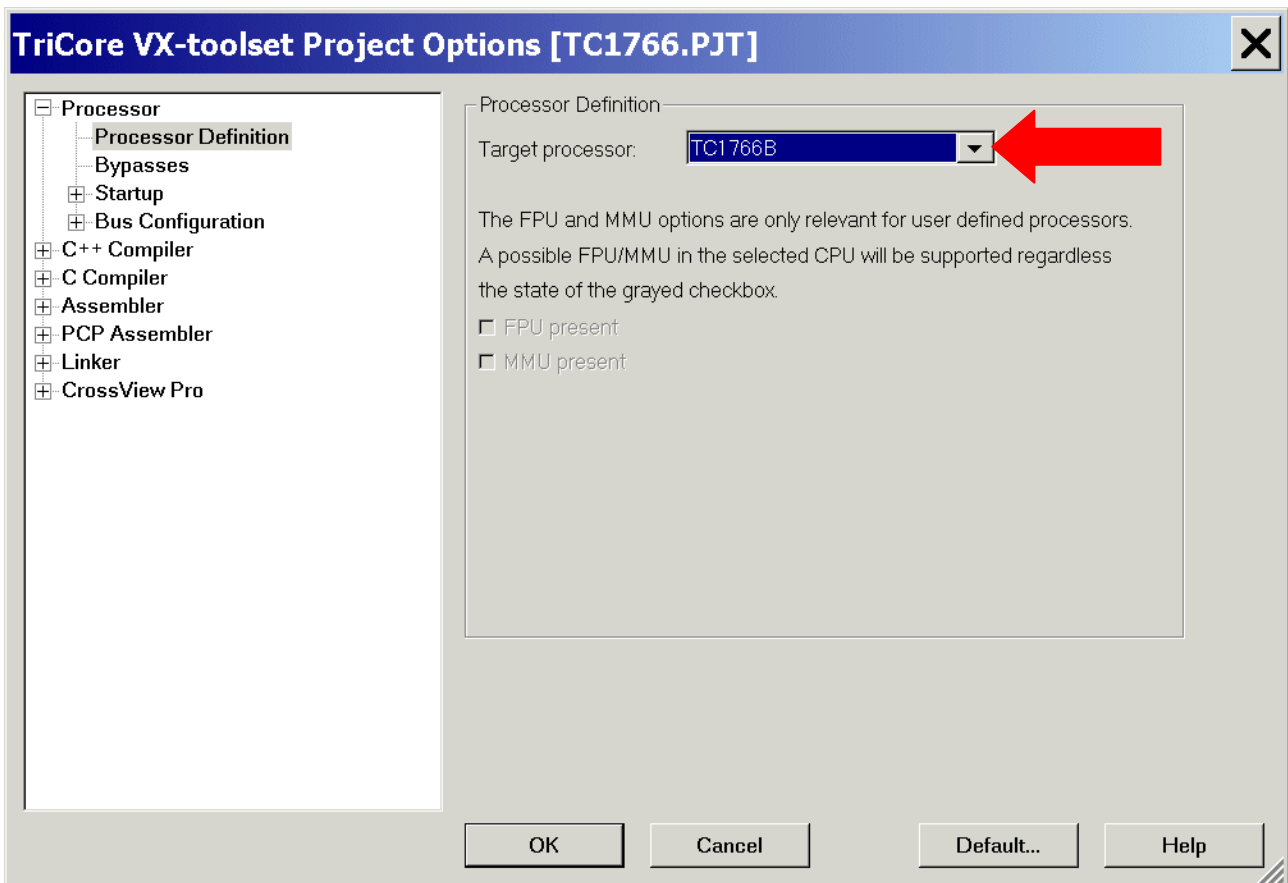 TriCore VX-toolset Project Options [TC1766.PJT]
Processor
Processor Definition
Bypasses
Startup
Bus Configuration
C++ Compiler
C Compiler
Assembler
PCP Assembler
Linker
CrossView Pro
Processor Definition
Target processor: TC1766B
The FPU and MMU options are only relevant for user defined processors.
A possible FPU/MMU in the selected CPU will be supported regardless
the state of the grayed checkbox.
FPU present
MMU present
OK Cancel Default... Help